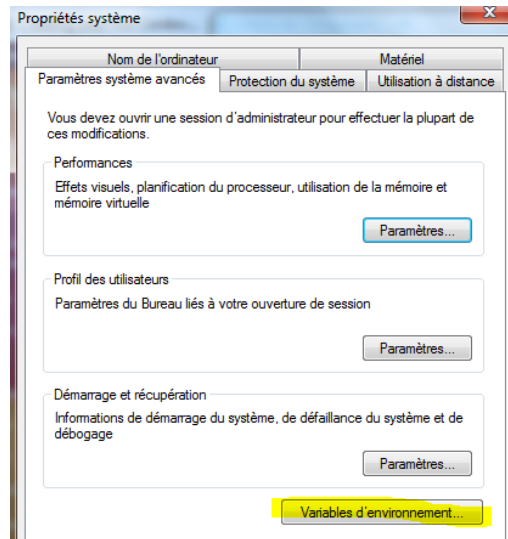 Propriétés système
Nom de l'ordinateur Matériel
Paramètres système avancés Protection du système Utilisation à distance
Vous devez ouvrir une session d'administrateur pour effectuer la plupart de
ces modifications.
Performances
Effets visuels, planification du processeur, utilisation de la mémoire et
mémoire virtuelle
Paramètres...
Profil des utilisateurs
Paramètres du Bureau liés à votre ouverture de session
Paramètres...
Démarrage et récupération
Informations de démarrage du système, de défaillance du système et de
débogage
Paramètres...
Variables d'environnement...